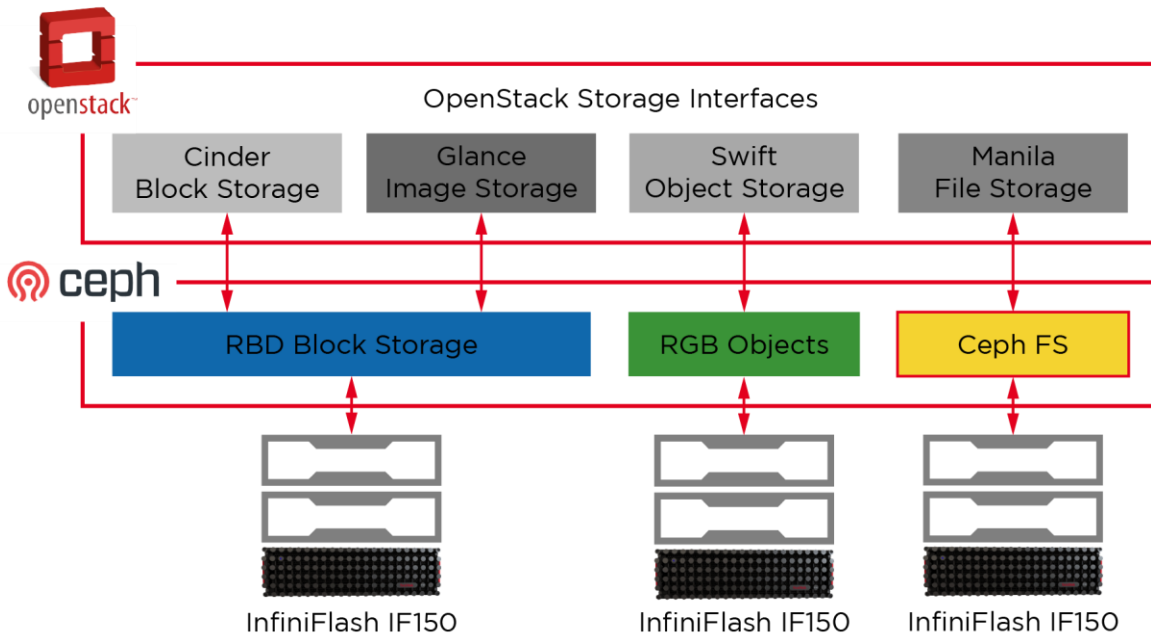 openstack™
OpenStack Storage Interfaces
Cinder
Block Storage
Glance
Image Storage
Swift
Object Storage
Manila
File Storage
ceph
RBD Block Storage
RGB Objects
Ceph FS
InfiniFlash IF150
InfiniFlash IF150
InfiniFlash IF150